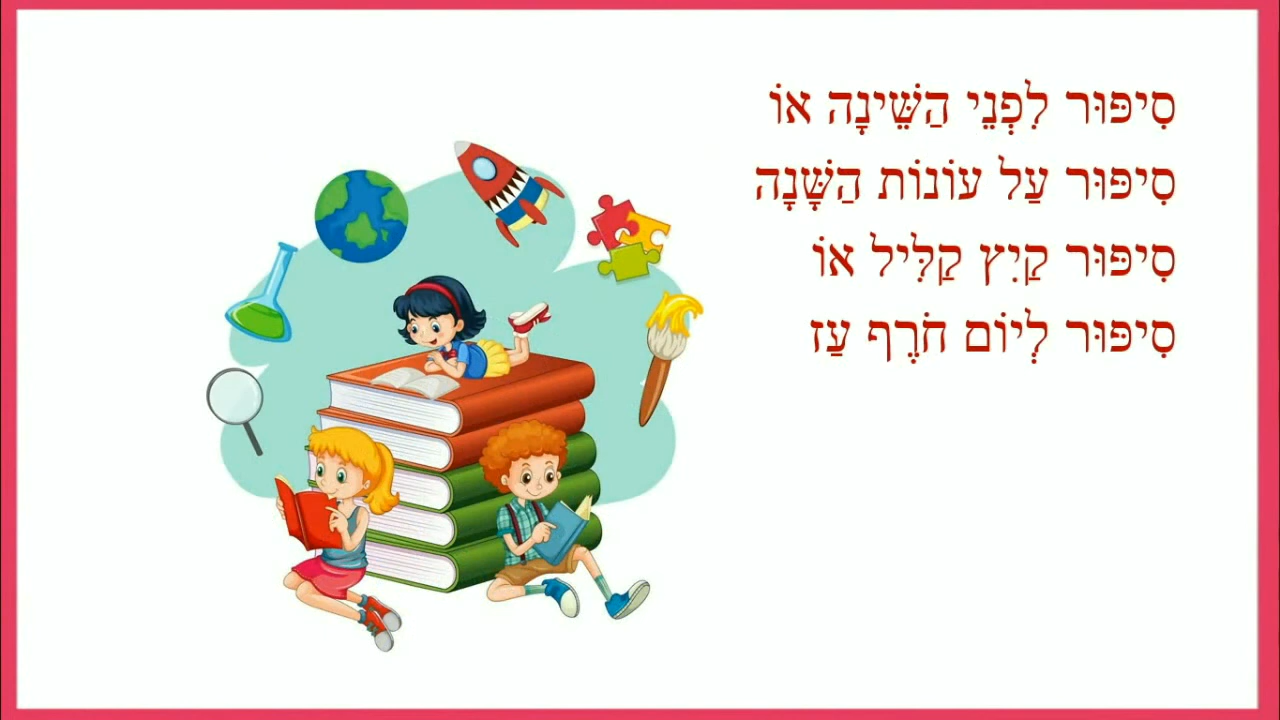 סִיפּוּר לִפְנֵי הַשֵּׁינָה אוֹ
סִיפּוּר עַל עוֹנוֹת הַשָּׁנָה
סִיפּוּר קַיִץ קַלִּיל אוֹ
סִיפּוּר לְיוֹם חֹרֶף עַז